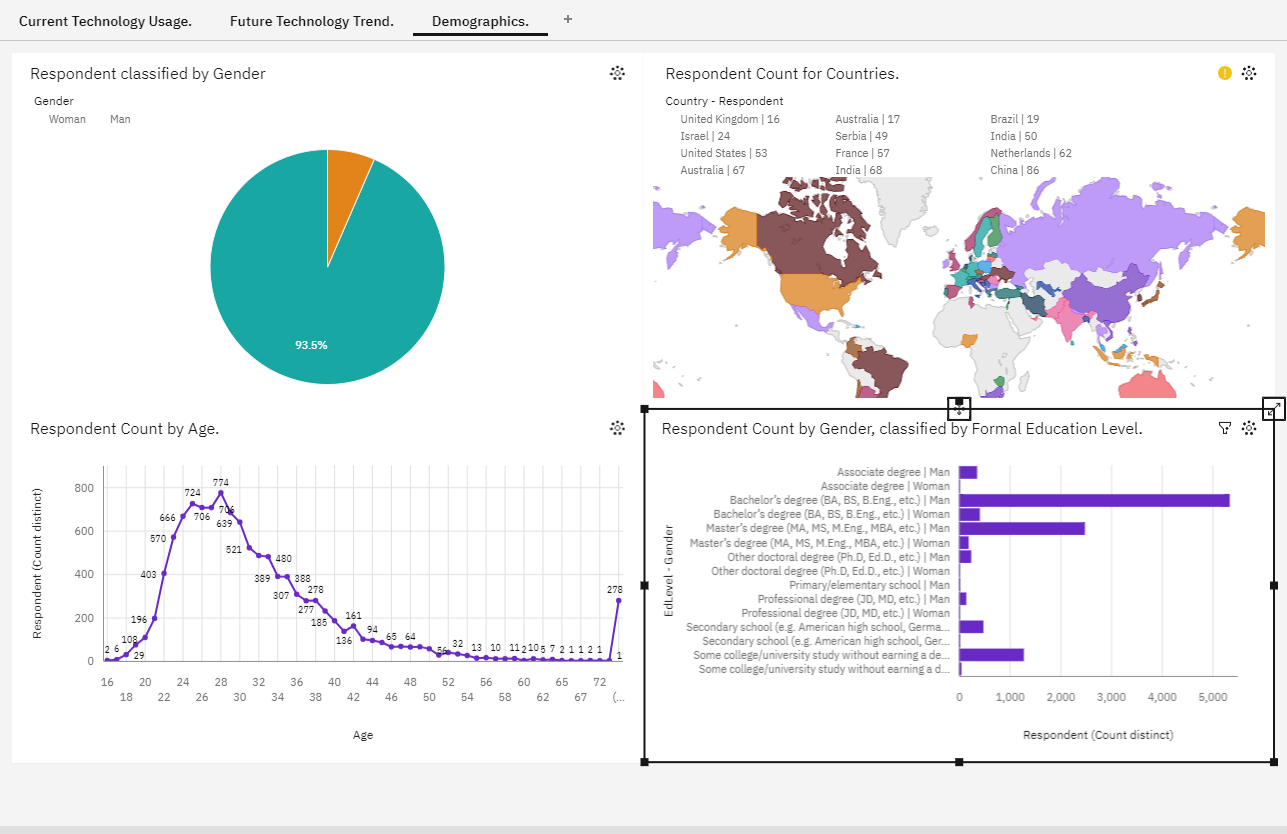 Current Technology Usage. Future Technology Trend. Demographics. +
Respondent classified by Gender
Gender
Woman Man
93.5%
Respondent Count for Countries.
!
Country - Respondent
United Kingdom | 16 Australia | 17 Brazil | 19
Israel | 24 Serbia | 49 India | 50
United States | 53 France | 57 Netherlands | 62
Australia | 67 India | 68 China | 86
Respondent Count by Age.
Respondent (Count distinct)
800
600
400
200
0
2 6 29 108 196 403 570 666 724 706 774 706 639 521 480 389 388 307 278 277 185 136 161 94 65 64 56 32 13 10 11 2 10 5 7 2 1 1 2 1 278 1
16 20 24 28 32 36 40 44 48 52 56 60 65 72
18 22 26 30 34 38 42 46 50 54 58 62 67 (...
Age
Respondent Count by Gender, classified by Formal Education Level.
EdLevel - Gender
Associate degree | Man
Associate degree | Woman
Bachelor’s degree (BA, BS, B.Eng., etc.) | Man
Bachelor’s degree (BA, BS, B.Eng., etc.) | Woman
Master’s degree (MA, MS, M.Eng., MBA, etc.) | Man
Master’s degree (MA, MS, M.Eng., MBA, etc.) | Woman
Other doctoral degree (Ph.D, Ed.D., etc.) | Man
Other doctoral degree (Ph.D, Ed.D., etc.) | Woman
Primary/elementary school | Man
Professional degree (JD, MD, etc.) | Man
Professional degree (JD, MD, etc.) | Woman
Secondary school (e.g. American high school, Germa...
Secondary school (e.g. American high school, Ger...
Some college/university study without earning a de...
Some college/university study without earning a d...
0 1,000 2,000 3,000 4,000 5,000
Respondent (Count distinct)